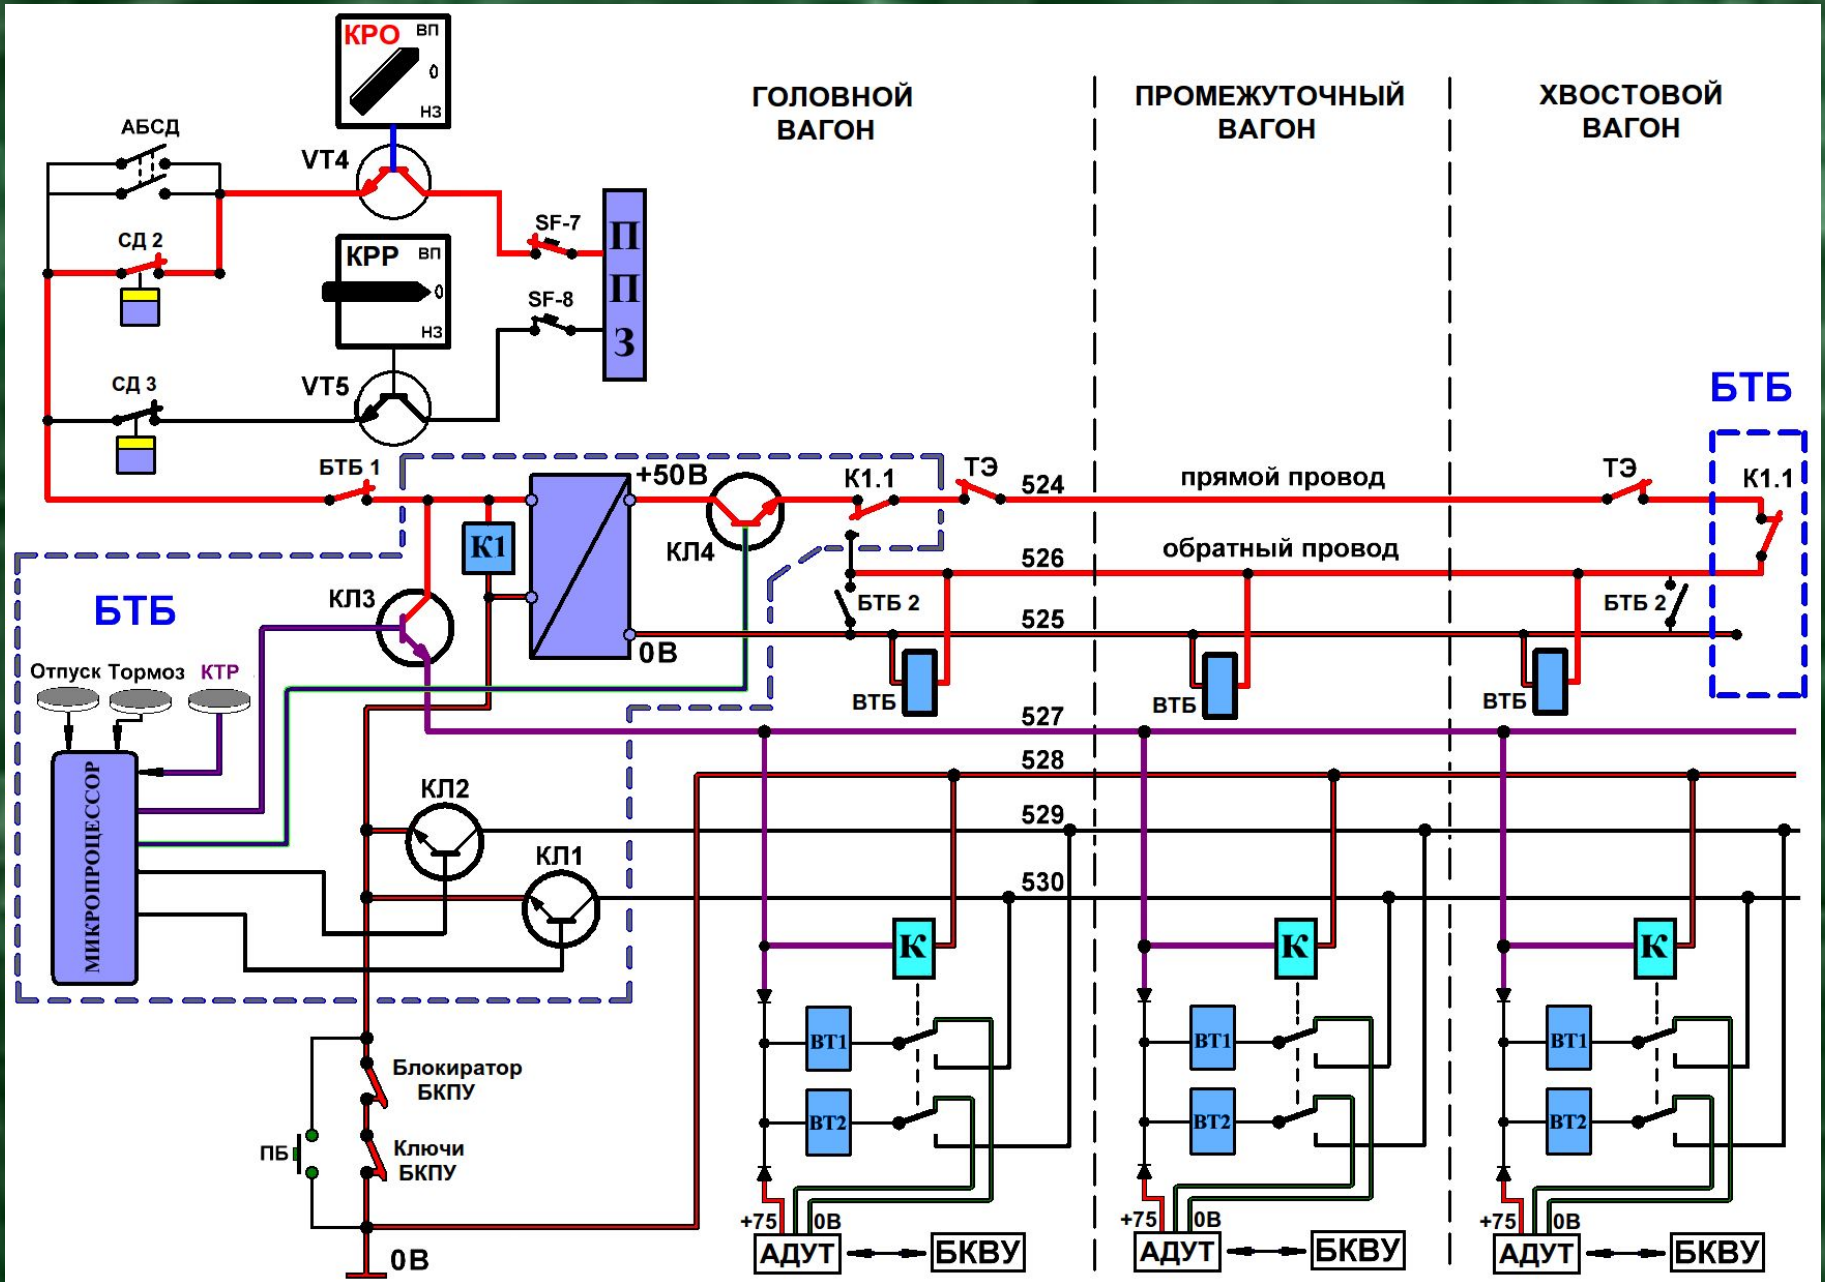 КРО
ВП
0
НЗ
АБСД
VT4
СД 2
SF-7
КРР
ВП
0
НЗ
SF-8
П
П
З
СД 3
VT5
ГОЛОВНОЙ
ВАГОН
ПРОМЕЖУТОЧНЫЙ
ВАГОН
ХВОСТОВОЙ
ВАГОН
БТБ
БТБ 1
+50В
К1.1
ТЭ
524
прямой провод
ТЭ
К1.1
К1
КЛ4
526
обратный провод
БТБ
КЛ3
БТБ 2
525
БТБ 2
0В
Отпуск
Тормоз
КТР
ВТБ
ВТБ
ВТБ
527
528
МИКРОПРОЦЕССОР
КЛ2
529
КЛ1
530
К
К
К
ВТ1
ВТ1
ВТ1
Блокиратор
БКПУ
ВТ2
ВТ2
ВТ2
ПБ
Ключи
БКПУ
0В
+75
0В
+75
0В
+75
0В
АДУТ
БКВУ
АДУТ
БКВУ
АДУТ
БКВУ